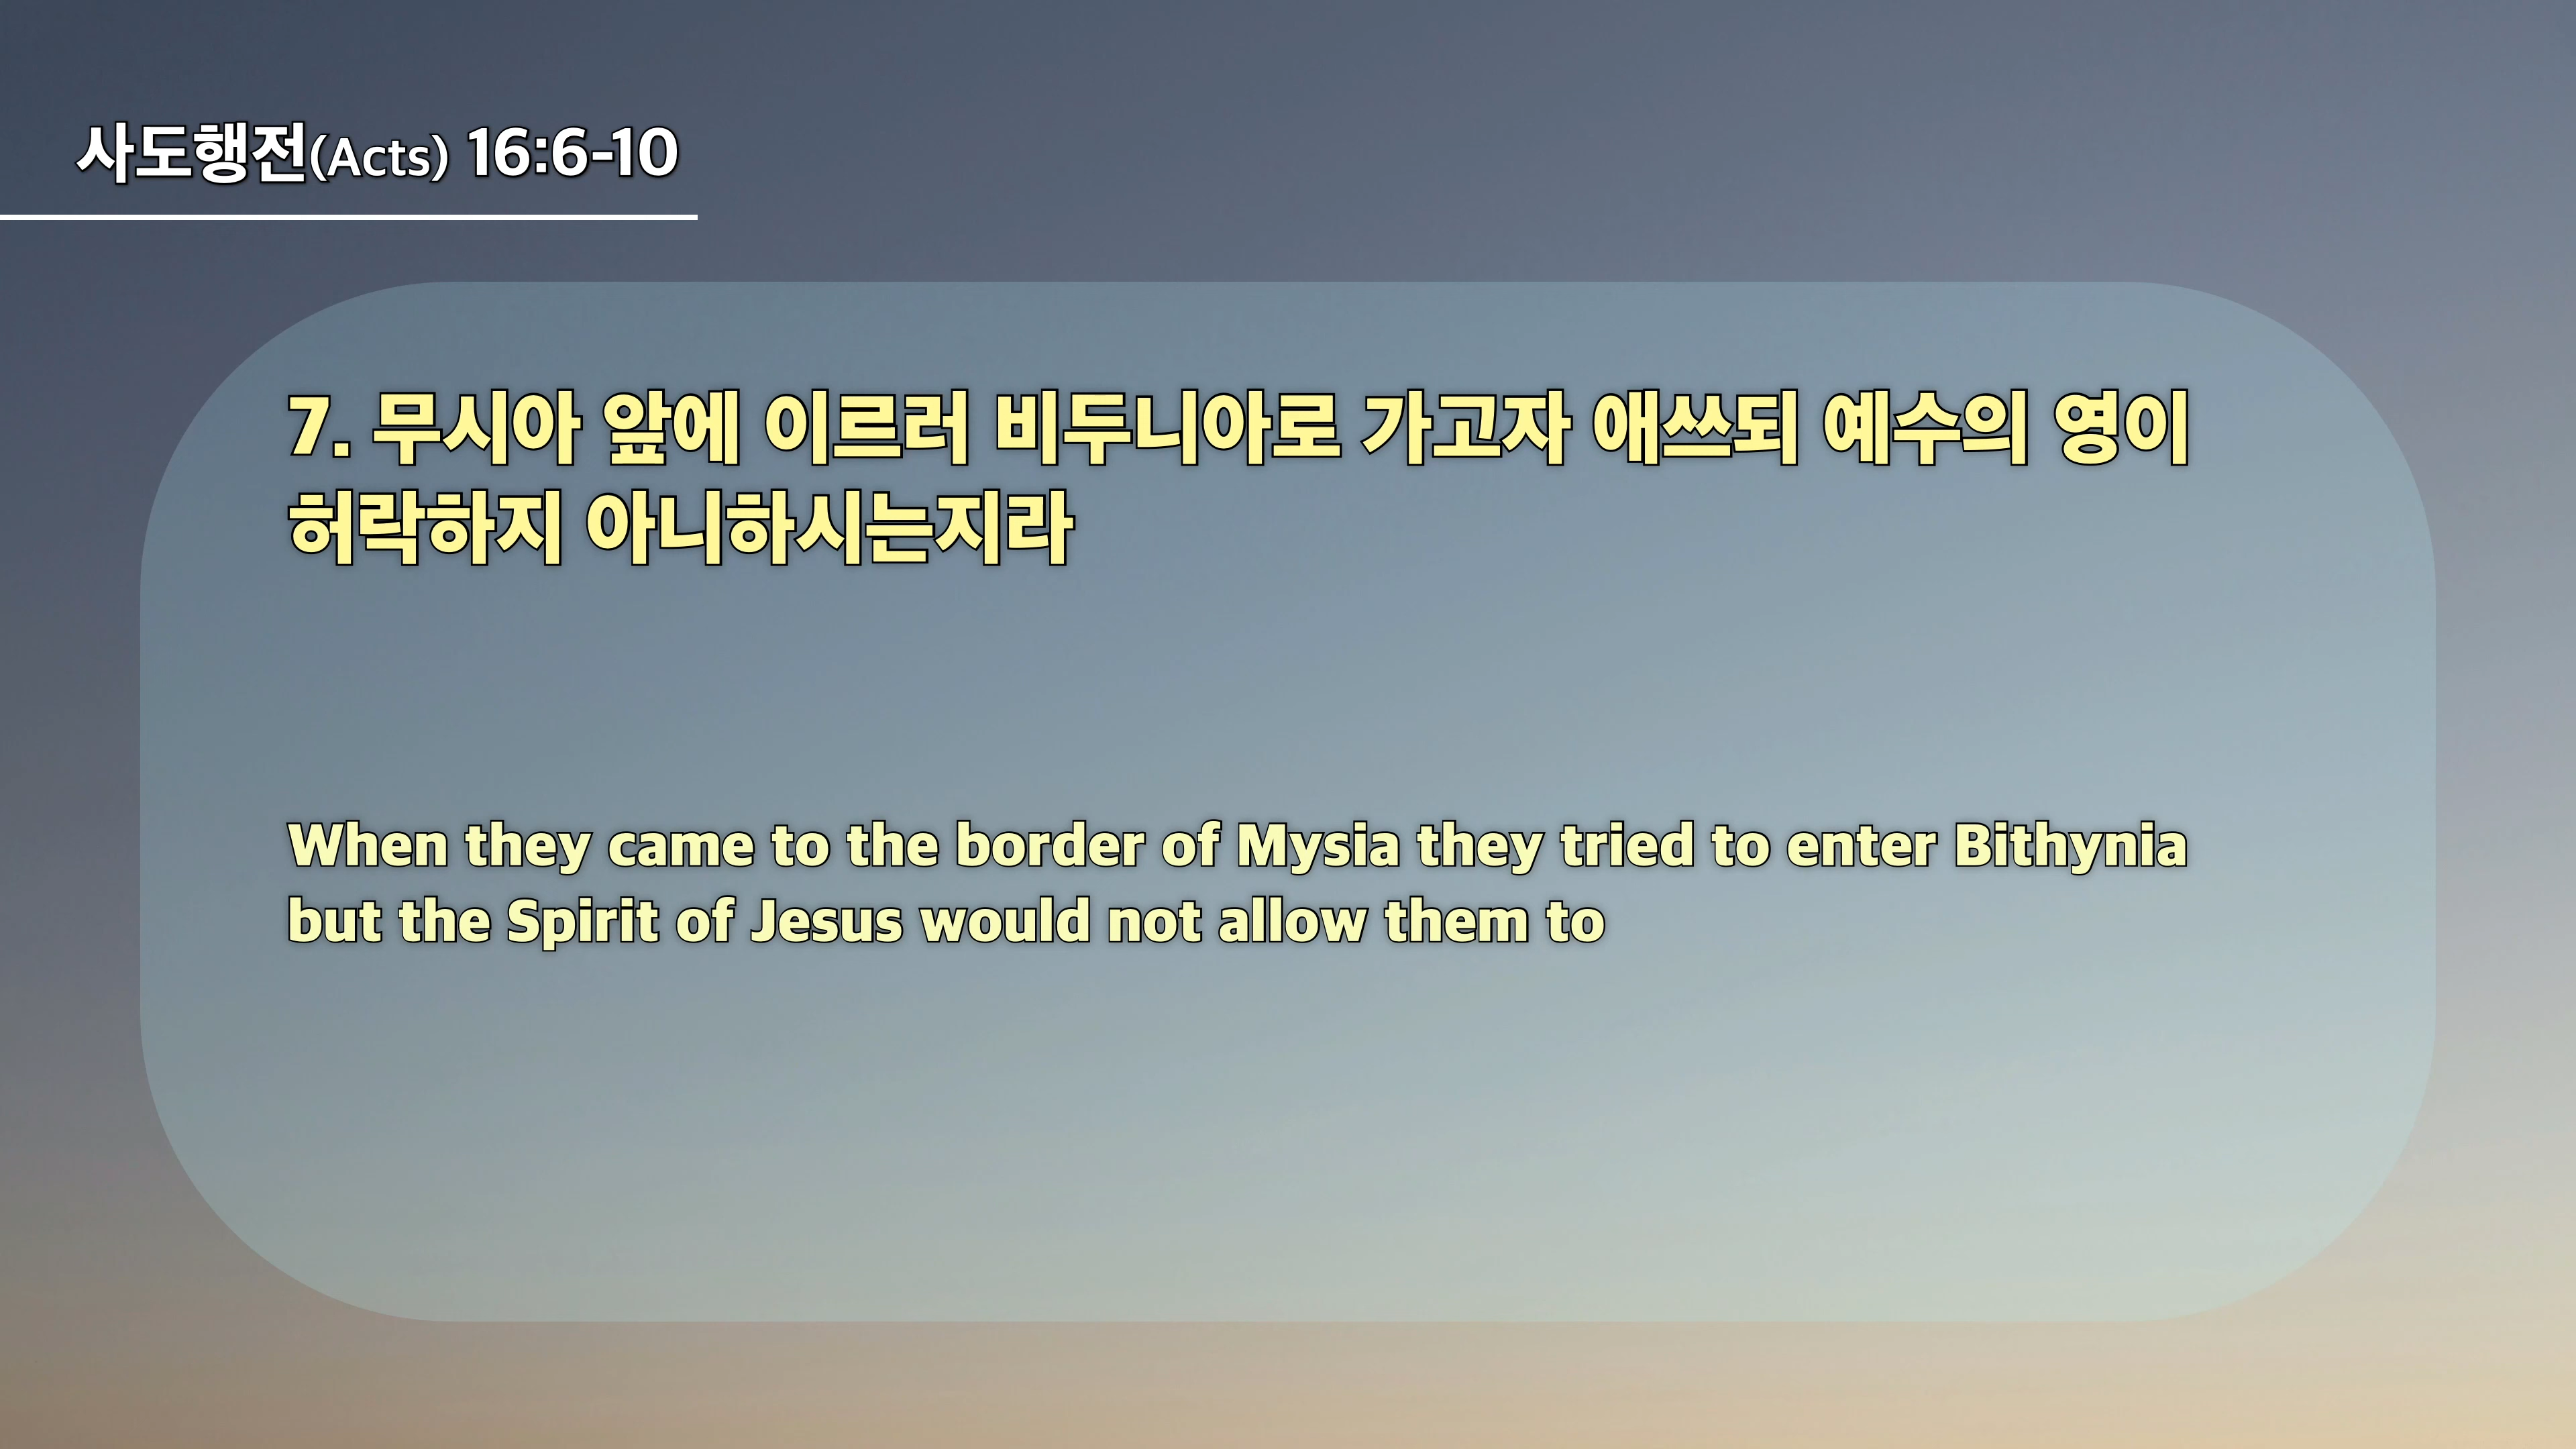 사도행전(Acts) 16:6-10
7. 무시아 앞에 이르러 비두니아로 가고자 애쓰되 예수의 영이
허락하지 아니하시는지라
When they came to the border of Mysia they tried to enter Bithynia
but the Spirit of Jesus would not allow them to